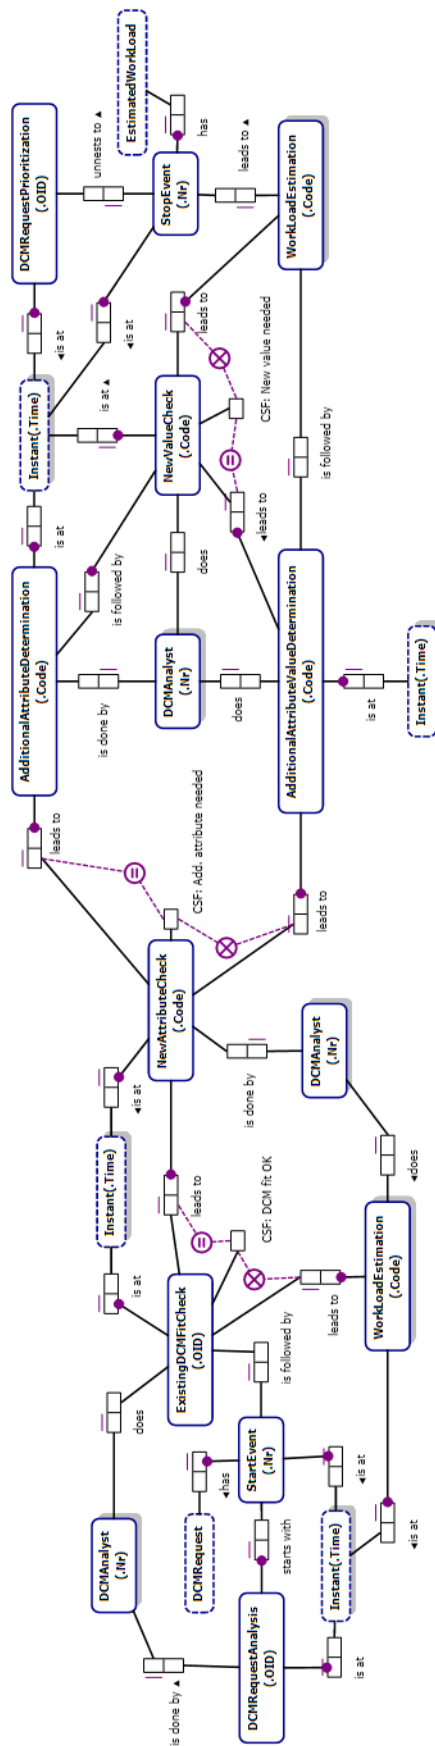 AdditionalAttributeDetermination
(.Code)
is at
Instant(.Time)
◂is at
DCMRequestPrioritization
(.OID)
leads to
DCMAnalyst
(.Nr)
does
is at
Instant(.Time)
◂is at
is done by
is followed by
is at ▴
◂is at
unnests to ▴
EstimatedWorkLoad
is done by ▴
ExistingDCMFitCheck
(.OID)
leads to
NewAttributeCheck
(.Code)
CSF: Add. attribute needed
DCMAnalyst
(.Nr)
does
NewValueCheck
(.Code)
leads to
StopEvent
(.Nr)
has
DCMRequest
◂has
CSF: DCM fit OK
does
◂leads to
CSF: New value needed
leads to ▴
DCMRequestAnalysis
(.OID)
starts with
StartEvent
(.Nr)
is followed by
is done by
leads to
AdditionalAttributeValueDetermination
(.Code)
is followed by
WorkLoadEstimation
(.Code)
is at
Instant(.Time)
◂is at
leads to
DCMAnalyst
(.Nr)
is at
◂is at
WorkLoadEstimation
(.Code)
◂does
Instant(.Time)